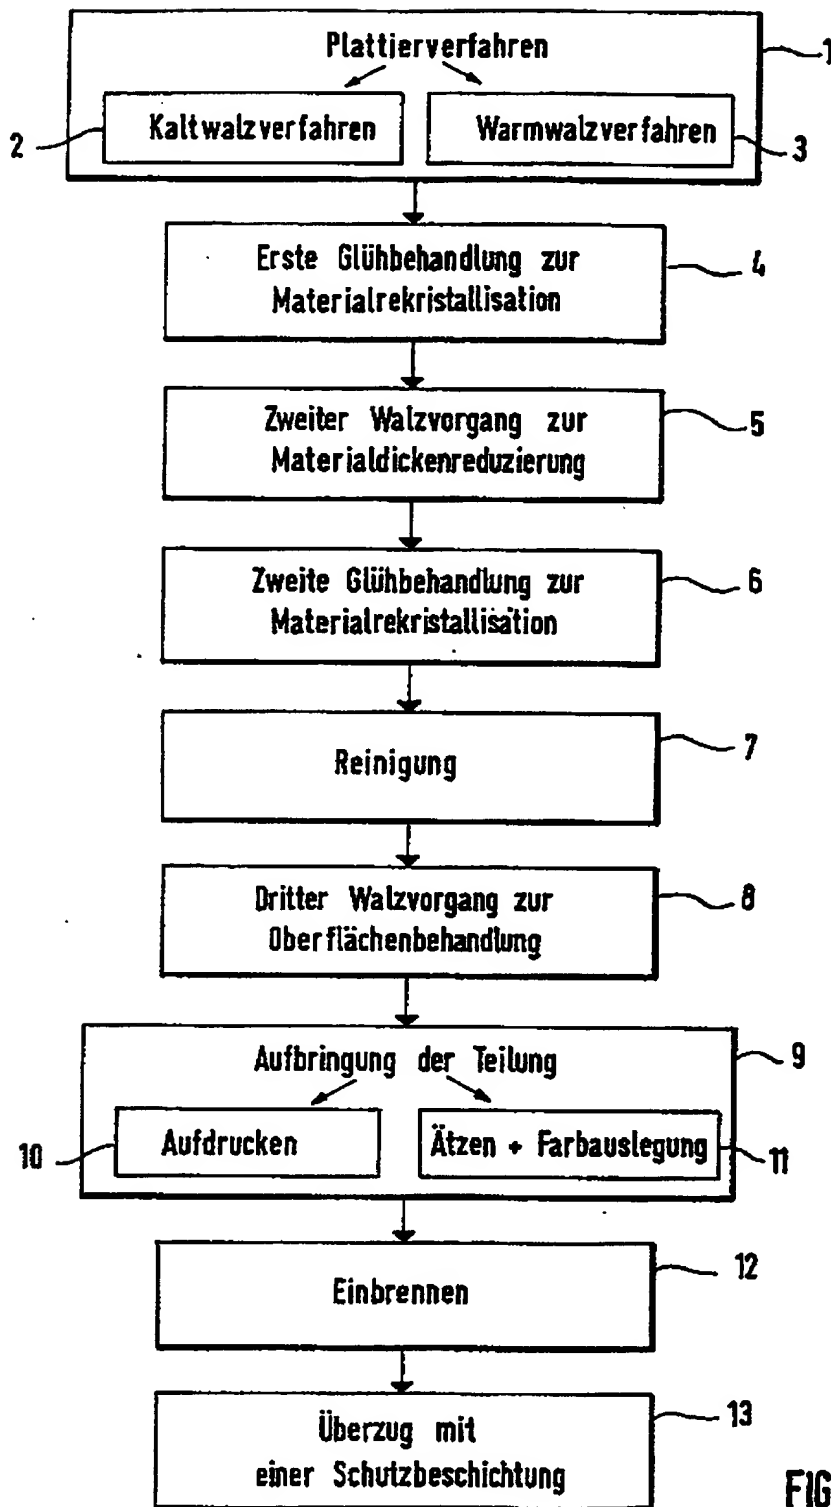 Plattierverfahren
1
Kaltwalzverfahren
Warmwalzverfahren
2
3
Erste Glühbehandlung zur
Materialrekristallisation
4
Zweiter Walzvorgang zur
Materialdickenreduzierung
5
Zweite Glühbehandlung zur
Materialrekristallisation
6
Reinigung
7
Dritter Walzvorgang zur
Oberflächenbehandlung
8
Aufbringung der Teilung
9
Aufdrucken
Ätzen + Farbauslegung
10
11
Einbrennen
12
Überzug mit
einer Schutzbeschichtung
13
FIG